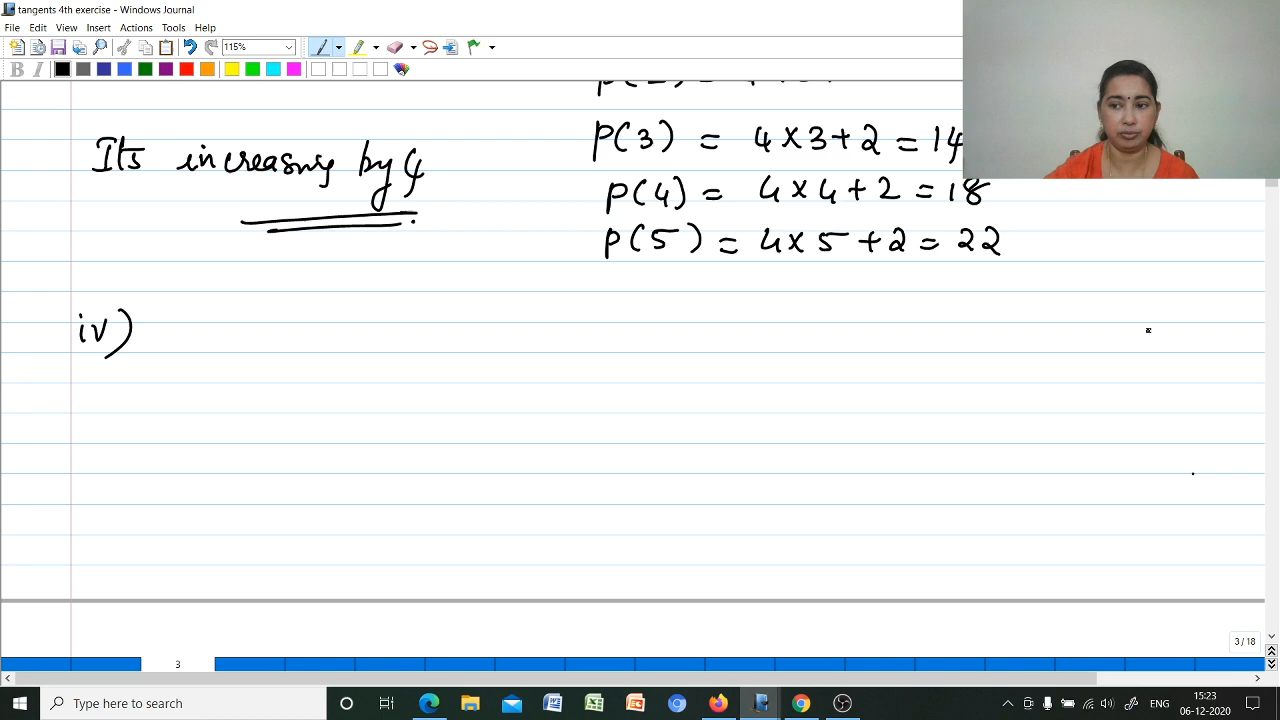 tangents 4th exercise - Windows Journal
File Edit View Insert Actions Tools Help
115%
B I
P(3) = 4 × 3 + 2 = 14
Its increasing by 4
P(4) = 4 × 4 + 2 = 18
P(5) = 4 × 5 + 2 = 22
iv)
3 / 18
3
Type here to search
ENG
15:23
06-12-2020